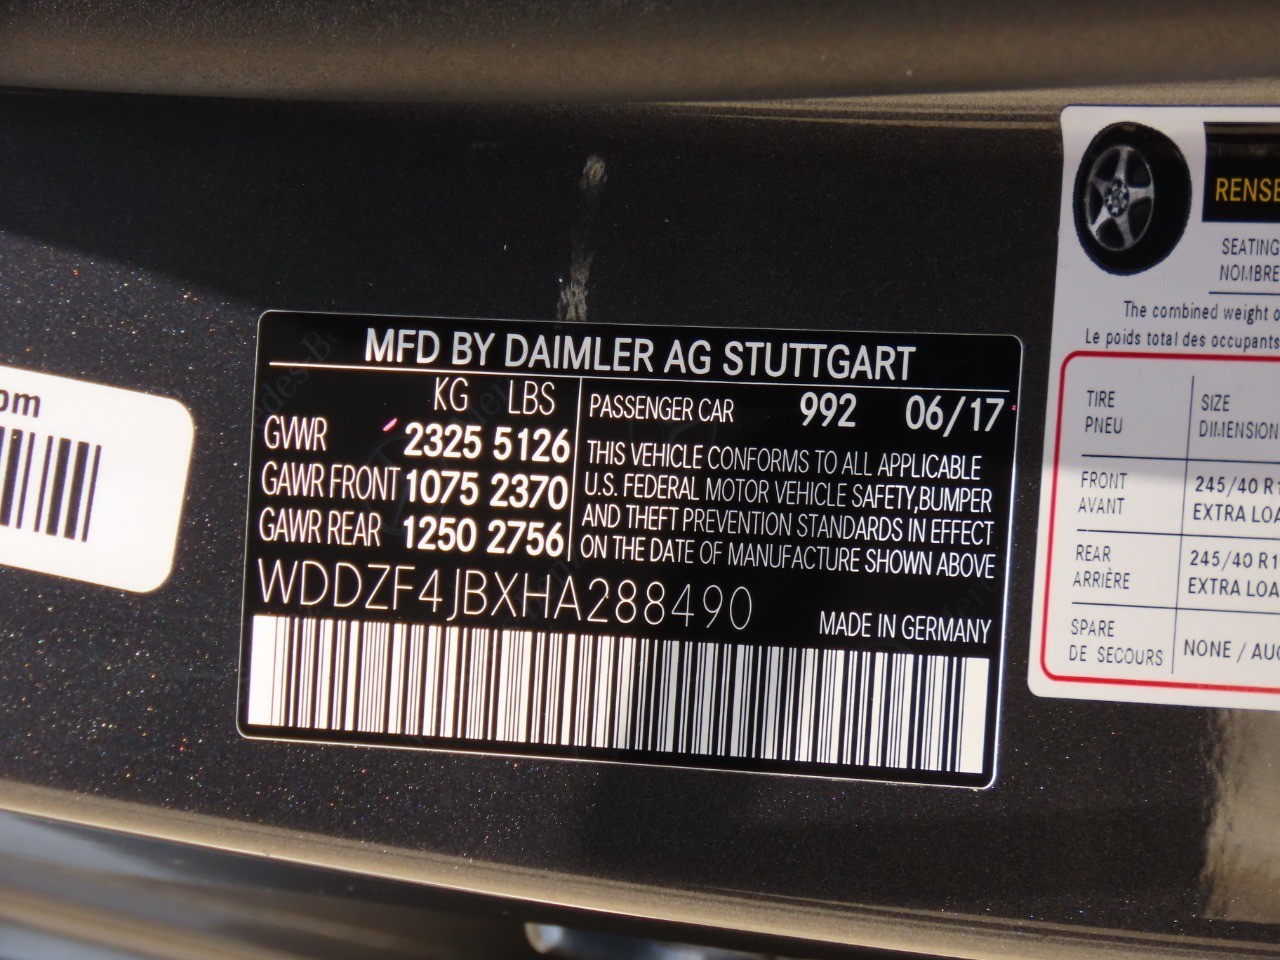 om
MFD BY DAIMLER AG STUTTGART
KG LBS
GVWR 2325 5126
GAWR FRONT 1075 2370
GAWR REAR 1250 2756
PASSENGER CAR 992 06/17
THIS VEHICLE CONFORMS TO ALL APPLICABLE
U.S. FEDERAL MOTOR VEHICLE SAFETY,BUMPER
AND THEFT PREVENTION STANDARDS IN EFFECT
ON THE DATE OF MANUFACTURE SHOWN ABOVE
WDDZF4JBXHA288490
MADE IN GERMANY
RENSE
SEATING
NOMBRE
The combined weight o
Le poids total des occupants
TIRE SIZE
PNEU DIMENSION
FRONT 245/40 R1
AVANT EXTRA LOA
REAR 245/40 R1
ARRIÈRE EXTRA LOA
SPARE NONE / AUC
DE SECOURS